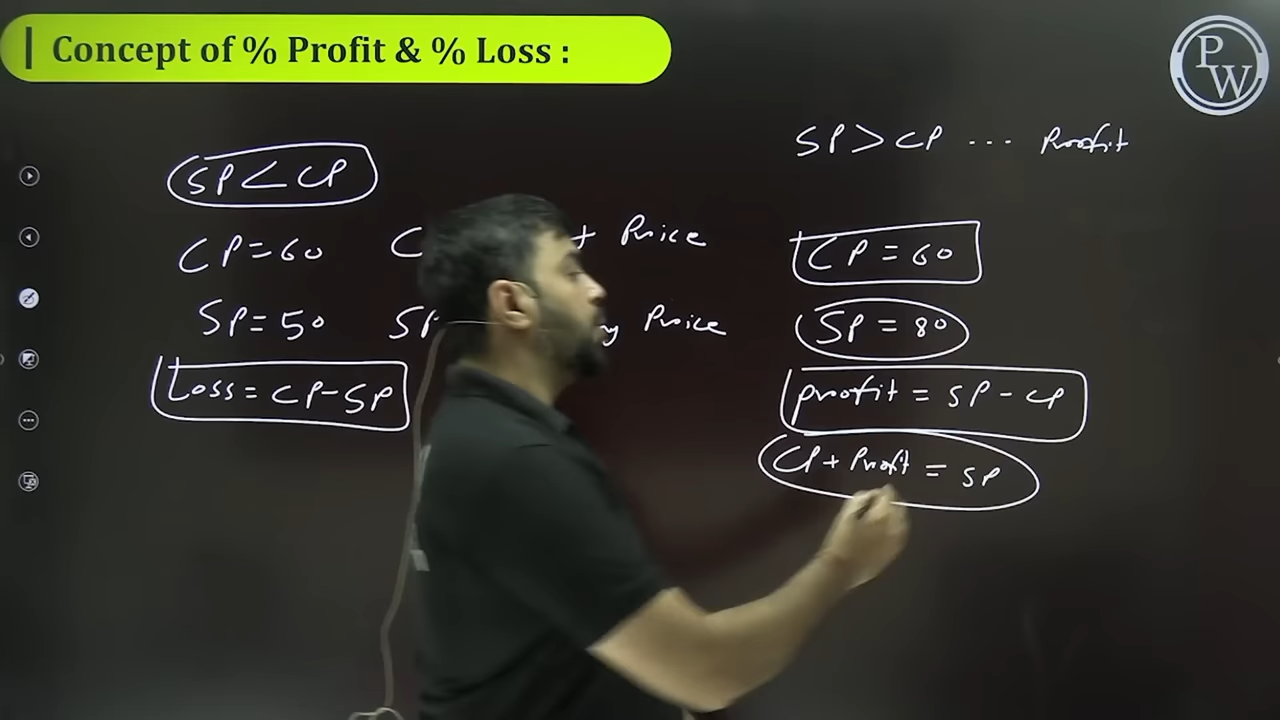 | Concept of % Profit & % Loss :
PW
SP > CP ... Profit
SP < CP
CP = 60
SP = 50
Loss = CP - SP
Price
Price
CP = 60
SP = 80
profit = SP - CP
CP + Profit = SP